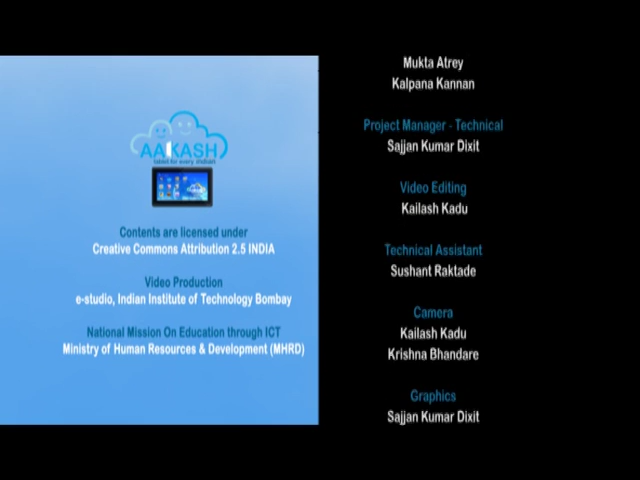 AAKASH
tablet for every indian
Contents are licensed under
Creative Commons Attribution 2.5 INDIA
Video Production
e-studio, Indian Institute of Technology Bombay
National Mission On Education through ICT
Ministry of Human Resources & Development (MHRD)
Mukta Atrey
Kalpana Kannan
Project Manager - Technical
Sajjan Kumar Dixit
Video Editing
Kailash Kadu
Technical Assistant
Sushant Raktade
Camera
Kailash Kadu
Krishna Bhandare
Graphics
Sajjan Kumar Dixit